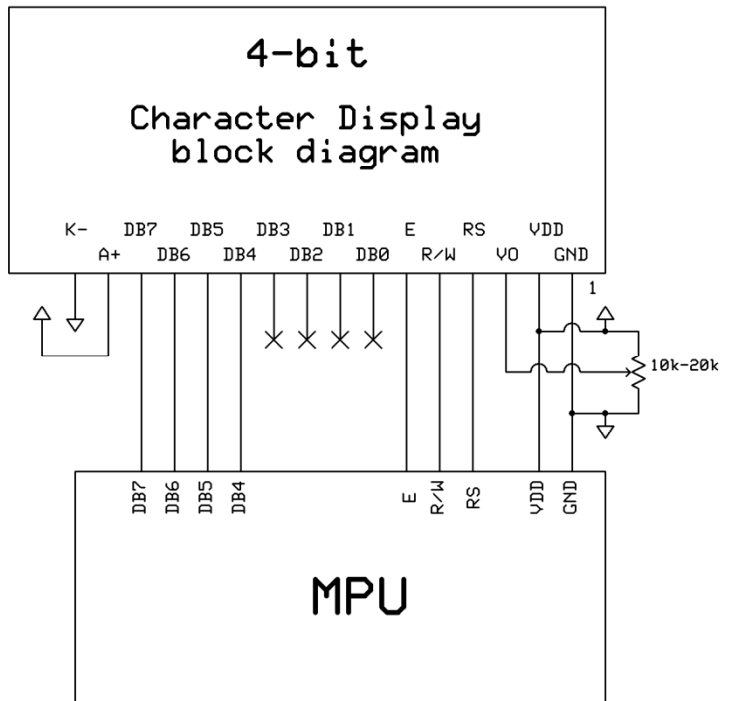 4-bit
Character Display
block diagram
K- DB7 DB5 DB3 DB1 E RS VDD
A+ DB6 DB4 DB2 DB0 R/W VO GND
1
10k-20k
DB7 DB6 DB5 DB4 E R/W RS VDD GND
MPU